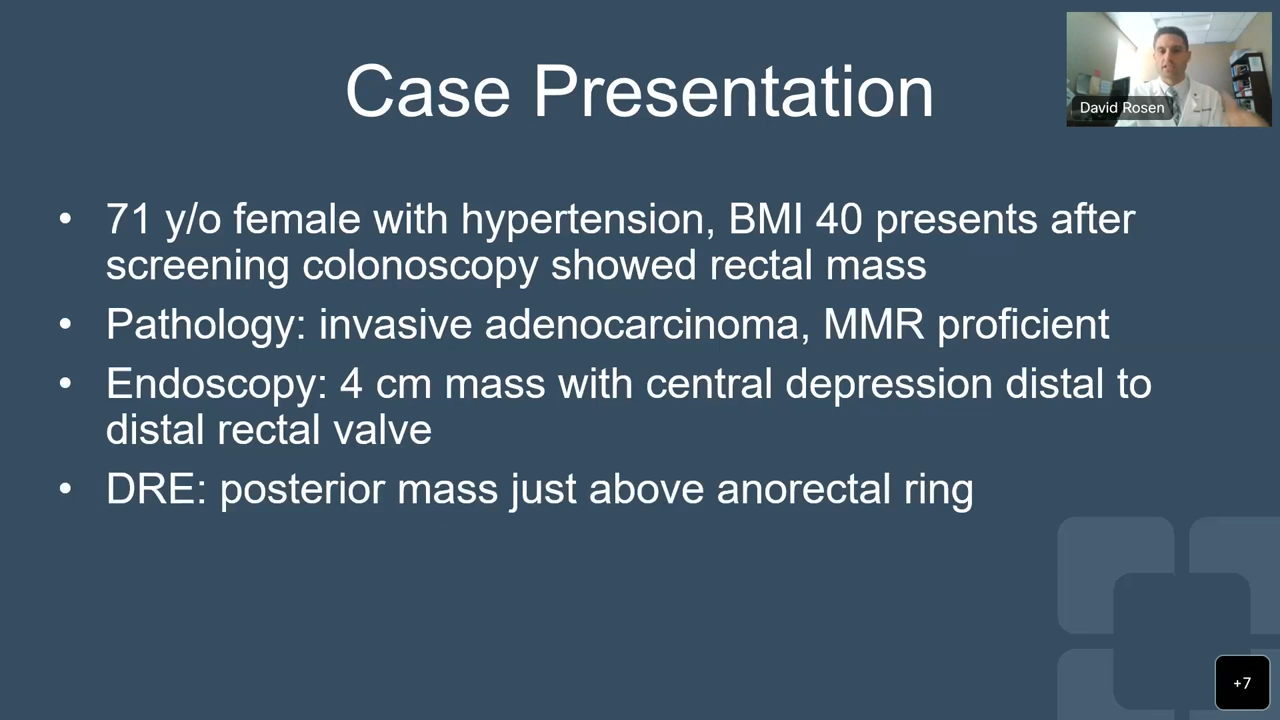 Case Presentation
David Rosen
• 71 y/o female with hypertension, BMI 40 presents after
screening colonoscopy showed rectal mass
• Pathology: invasive adenocarcinoma, MMR proficient
• Endoscopy: 4 cm mass with central depression distal to
distal rectal valve
• DRE: posterior mass just above anorectal ring
+7